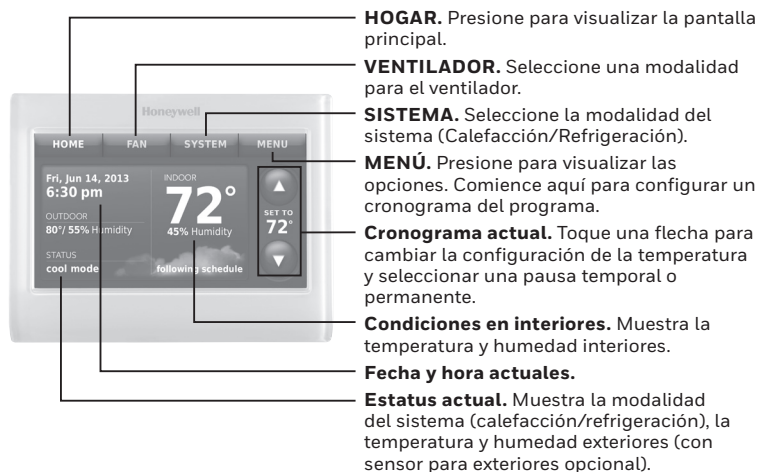 HOGAR. Presione para visualizar la pantalla
principal.
VENTILADOR. Seleccione una modalidad
para el ventilador.
SISTEMA. Seleccione la modalidad del
sistema (Calefacción/Refrigeración).
MENÚ. Presione para visualizar las
opciones. Comience aquí para configurar un
cronograma del programa.
Cronograma actual. Toque una flecha para
cambiar la configuración de la temperatura
y seleccionar una pausa temporal o
permanente.
Condiciones en interiores. Muestra la
temperatura y humedad interiores.
Fecha y hora actuales.
Estatus actual. Muestra la modalidad
del sistema (calefacción/refrigeración), la
temperatura y humedad exteriores (con
sensor para exteriores opcional).
Honeywell
HOME FAN SYSTEM MENU
Fri, Jun 14, 2013
6:30 pm
OUTDOOR
80°/ 55% Humidity
STATUS
cool mode
INDOOR
72°
45% Humidity
following schedule
SET TO
72°